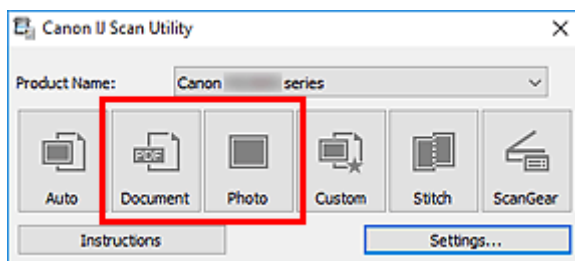 Canon IJ Scan Utility
Product Name: Canon series
PDF
Auto Document Photo Custom Stitch ScanGear
Instructions Settings...